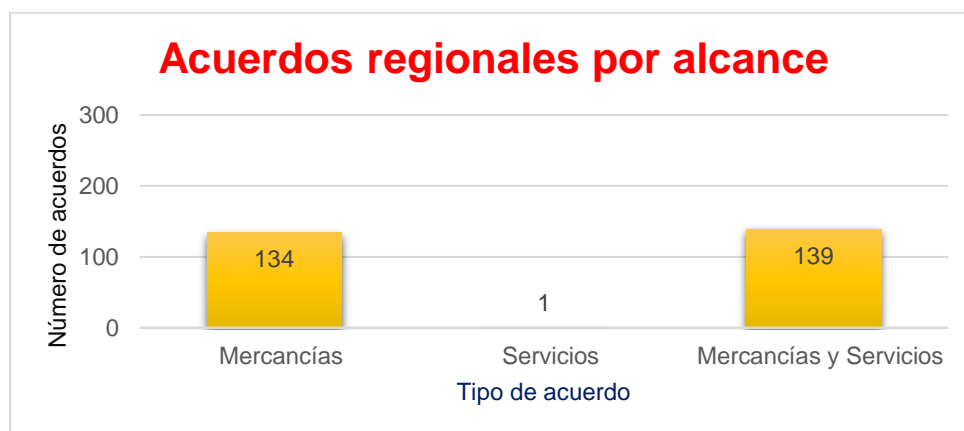 Acuerdos regionales por alcance
Número de acuerdos
300
200
100
0
134
1
139
Mercancías
Servicios
Mercancías y Servicios
Tipo de acuerdo